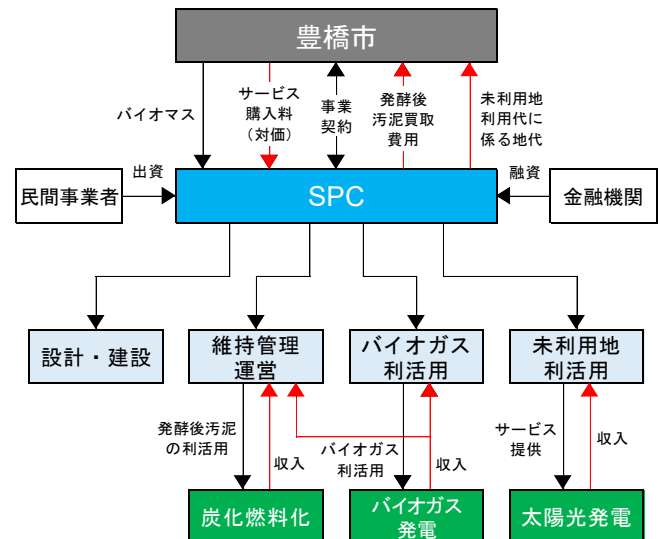 豊橋市
バイオマス
サービス
購入料
（対価）
事業
契約
発酵後
汚泥買取
費用
未利用地
利用代に
係る地代
民間事業者
出資
SPC
融資
金融機関
設計・建設
維持管理
運営
バイオガス
利活用
未利用地
利活用
発酵後汚泥
の利活用
収入
バイオガス
利活用
収入
サービス
提供
収入
炭化燃料化
バイオガス
発電
太陽光発電